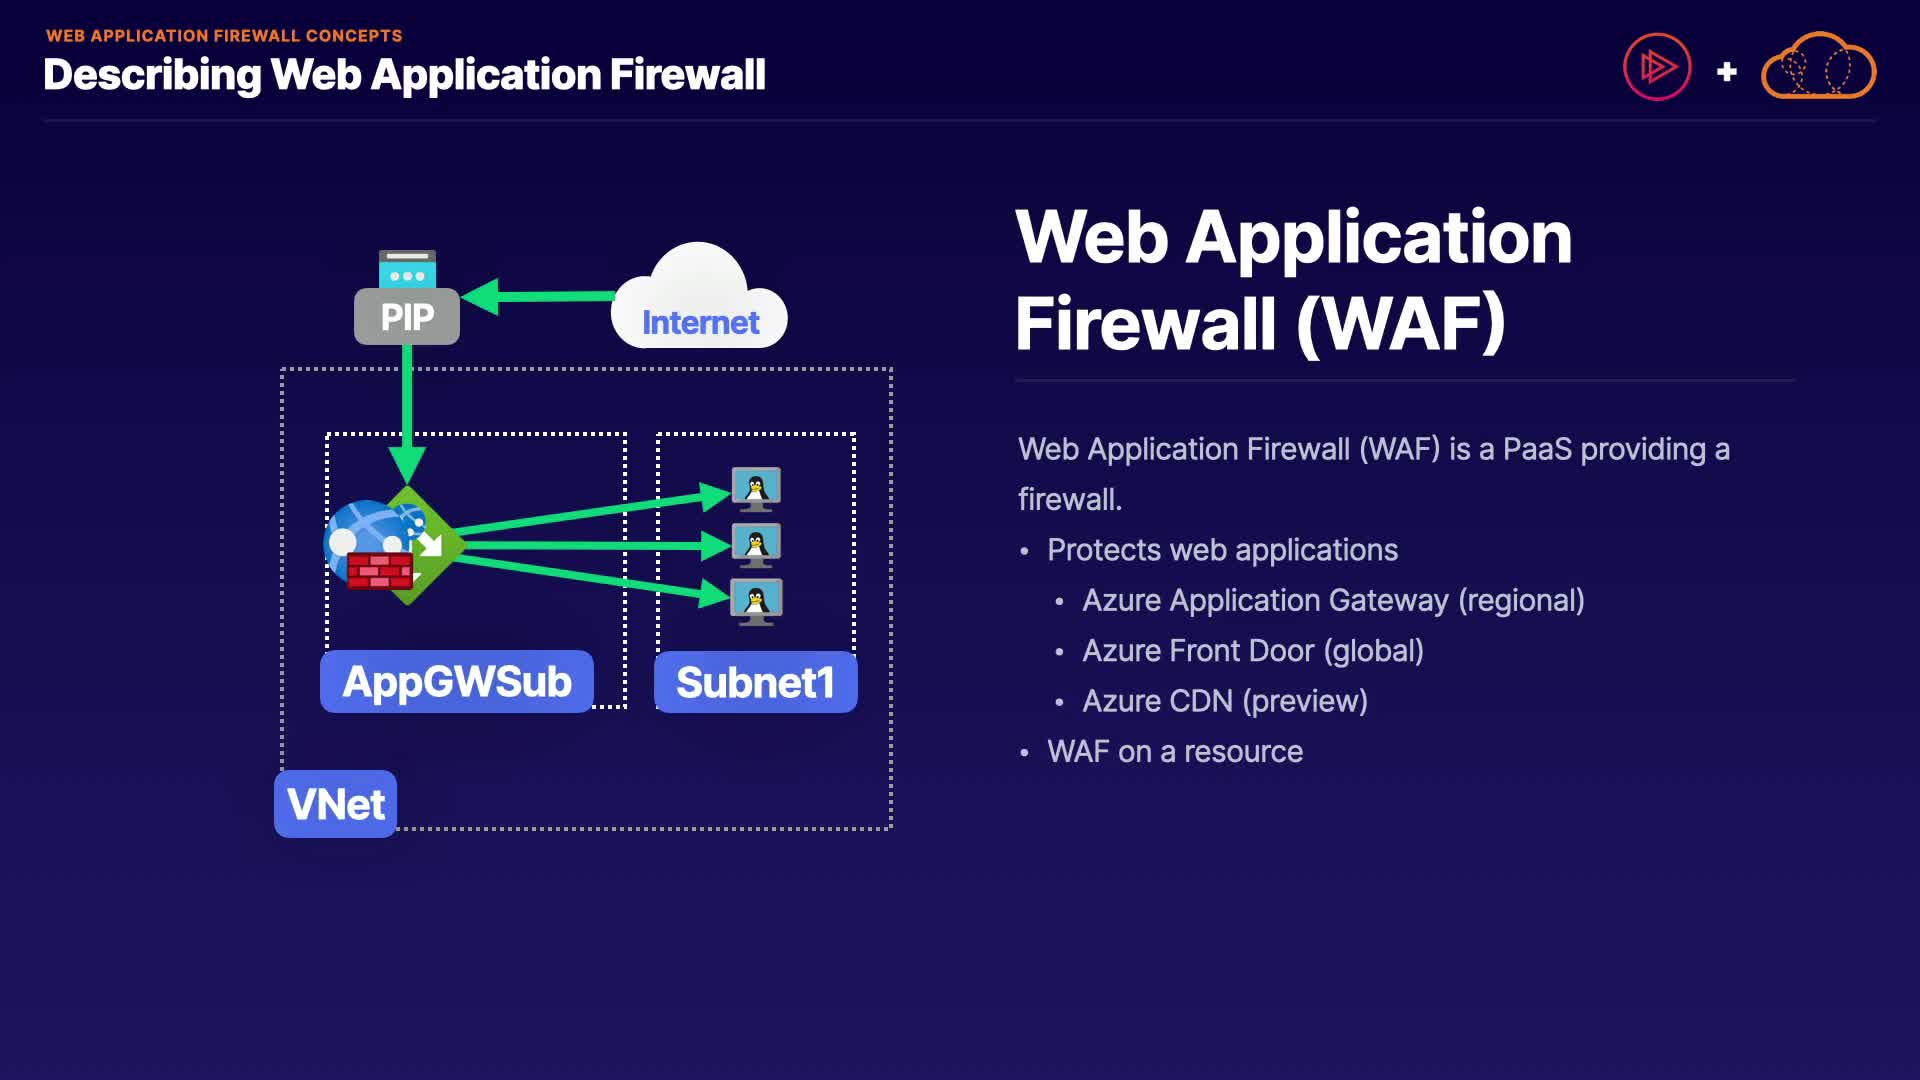 WEB APPLICATION FIREWALL CONCEPTS
Describing Web Application Firewall
PIP
Internet
AppGWSub
Subnet1
VNet
Web Application
Firewall (WAF)
Web Application Firewall (WAF) is a PaaS providing a
firewall.
• Protects web applications
• Azure Application Gateway (regional)
• Azure Front Door (global)
• Azure CDN (preview)
• WAF on a resource